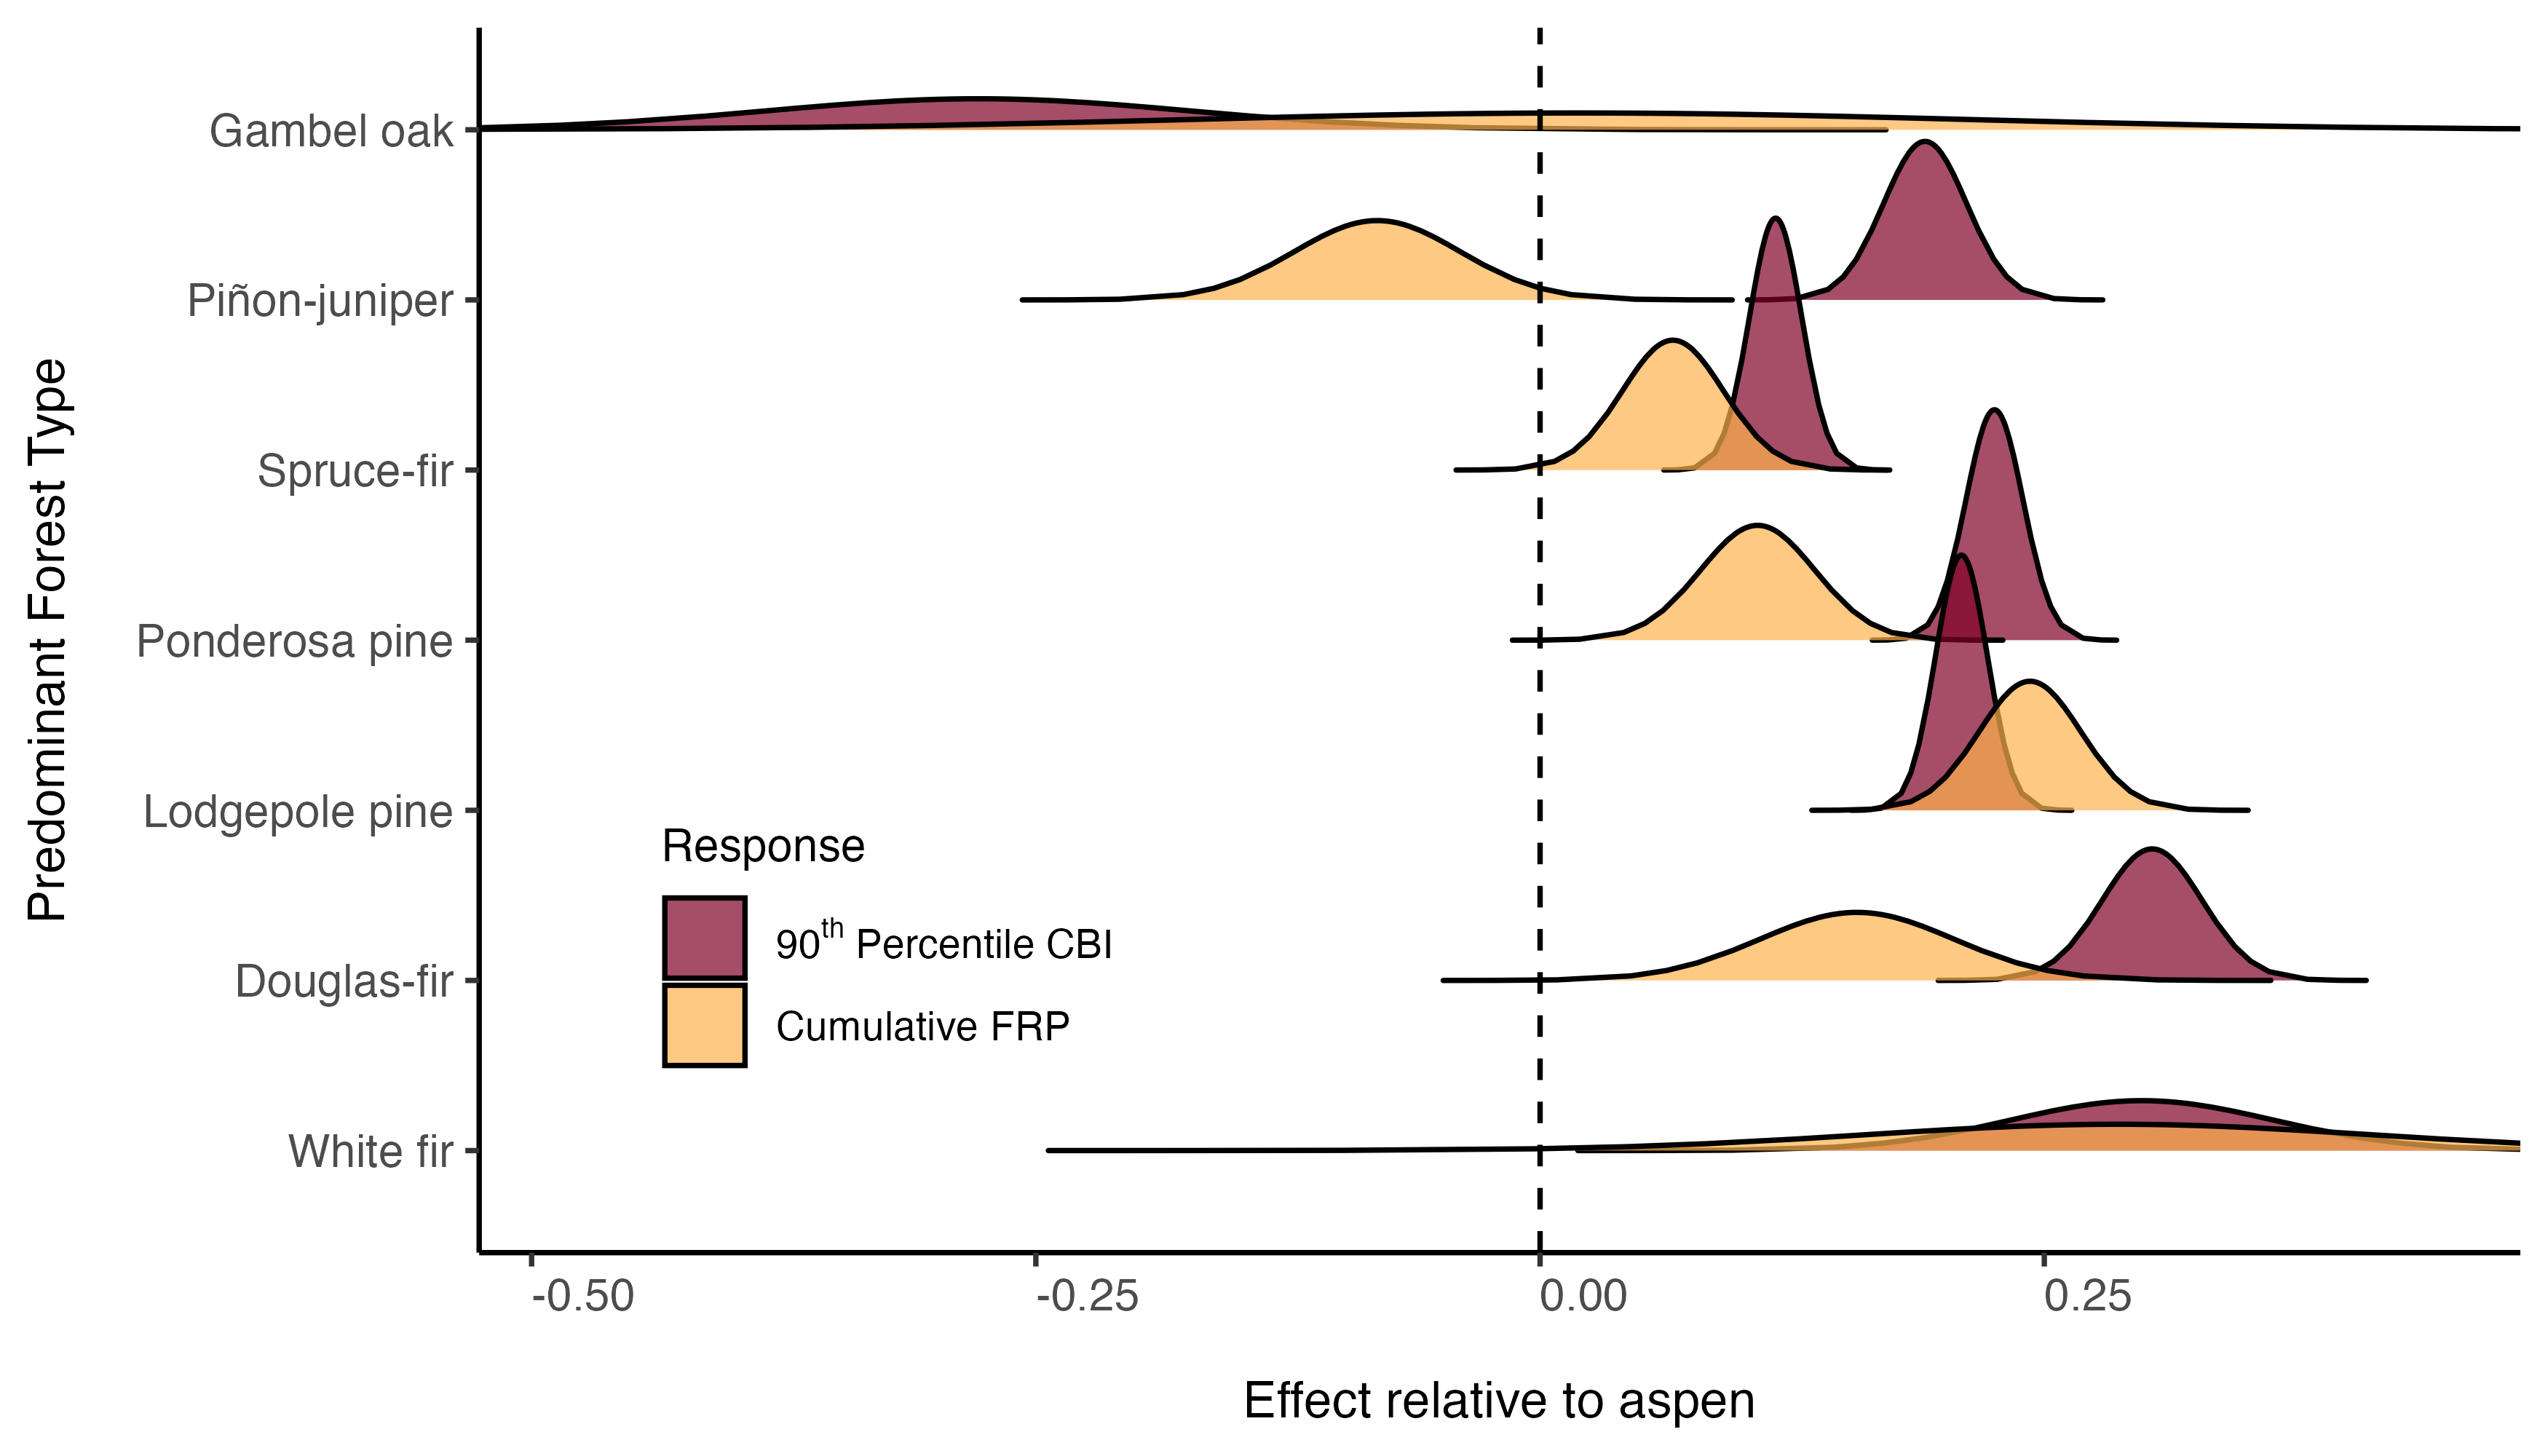 Predominant Forest Type
Gambel oak
Piñon-juniper
Spruce-fir
Ponderosa pine
Lodgepole pine
Douglas-fir
White fir
Response
90th Percentile CBI
Cumulative FRP
-0.50
-0.25
0.00
0.25
Effect relative to aspen